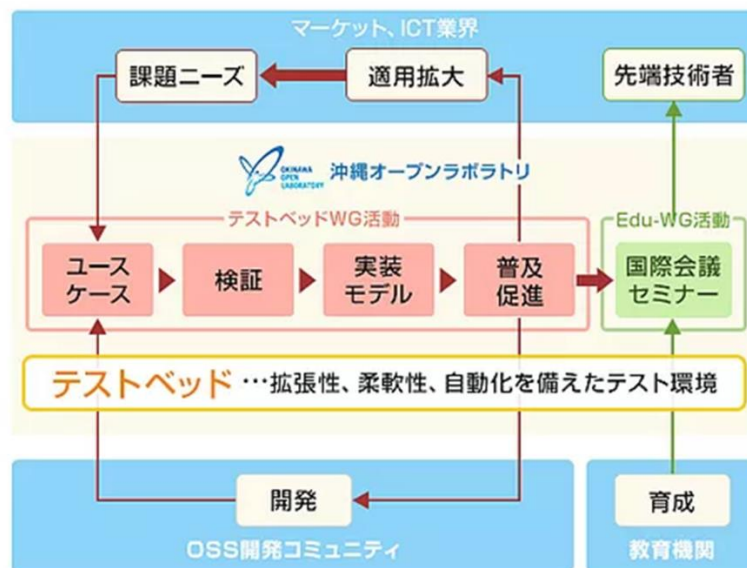 マーケット、ICT業界
課題ニーズ
適用拡大
先端技術者
OKINAWA
OPEN
LABORATORY
沖縄オープンラボラトリ
テストベッドWG活動
Edu-WG活動
ユース
ケース
検証
実装
モデル
普及
促進
国際会議
セミナー
テストベッド …拡張性、柔軟性、自動化を備えたテスト環境
開発
OSS開発コミュニティ
育成
教育機関